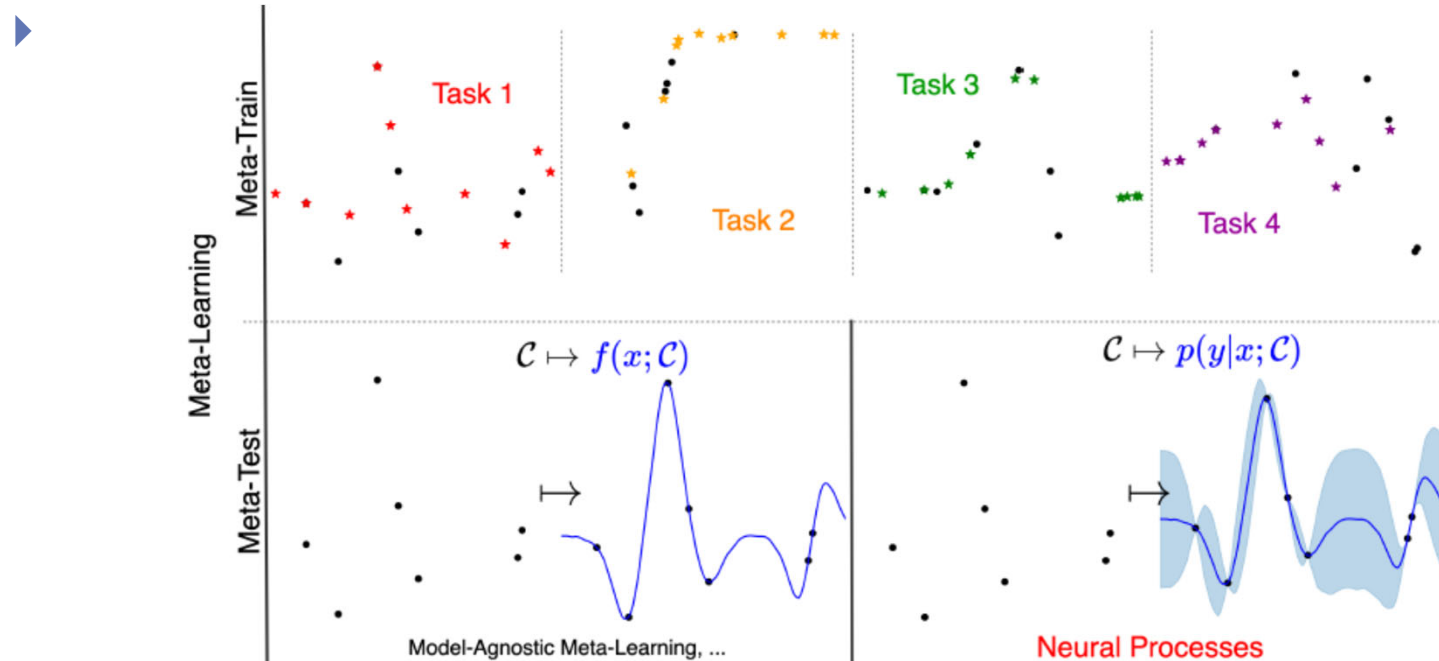 Meta-Learning
Meta-Train
Task 1
Task 2
Task 3
Task 4
Meta-Test
𝒞 ↦ f(x; 𝒞)
↦
Model-Agnostic Meta-Learning, ...
𝒞 ↦ p(y|x; 𝒞)
↦
Neural Processes